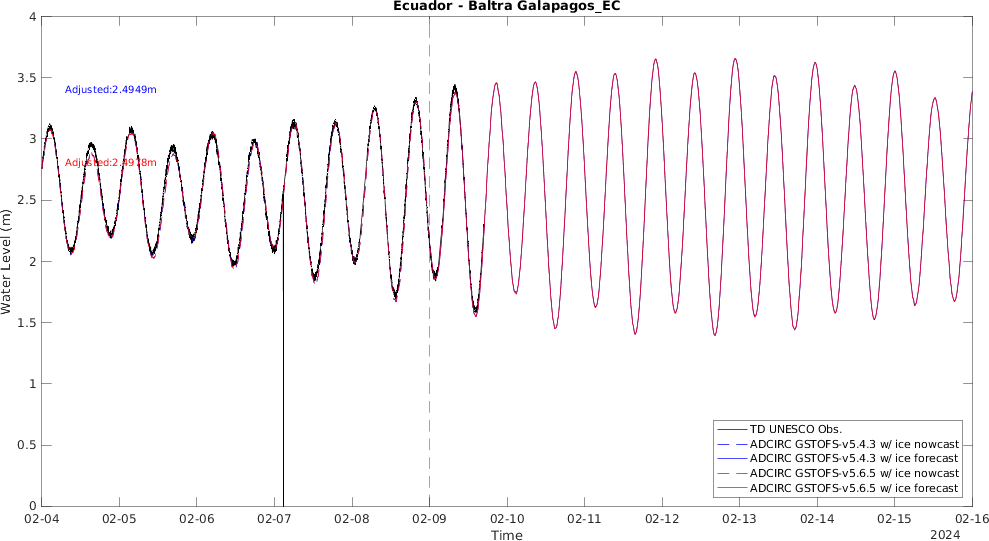 Ecuador - Baltra Galapagos_EC
4
3.5
3
2.5
2
1.5
1
0.5
0
Water Level (m)
Adjusted:2.4949m
Adjusted:2.4978m
TD UNESCO Obs.
ADCIRC GSTOFS-v5.4.3 w/ ice nowcast
ADCIRC GSTOFS-v5.4.3 w/ ice forecast
ADCIRC GSTOFS-v5.6.5 w/ ice nowcast
ADCIRC GSTOFS-v5.6.5 w/ ice forecast
02-04 02-05 02-06 02-07 02-08 02-09 02-10 02-11 02-12 02-13 02-14 02-15 02-16
Time
2024